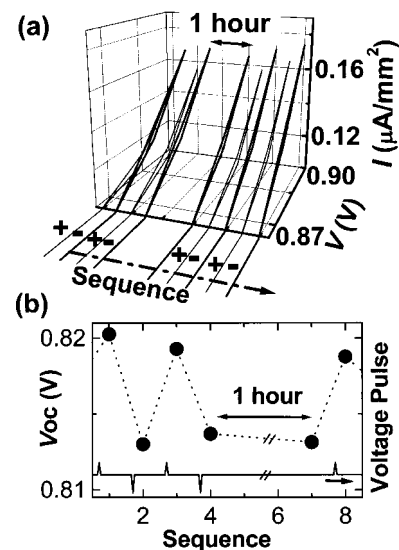 (a)
1 hour
0.16
0.12
0.90
0.87
I (μA/mm²)
V (V)
+ - + -
+ - + -
Sequence
(b)
0.82
0.81
Voc (V)
1 hour
Voltage Pulse
2 4 6 8
Sequence